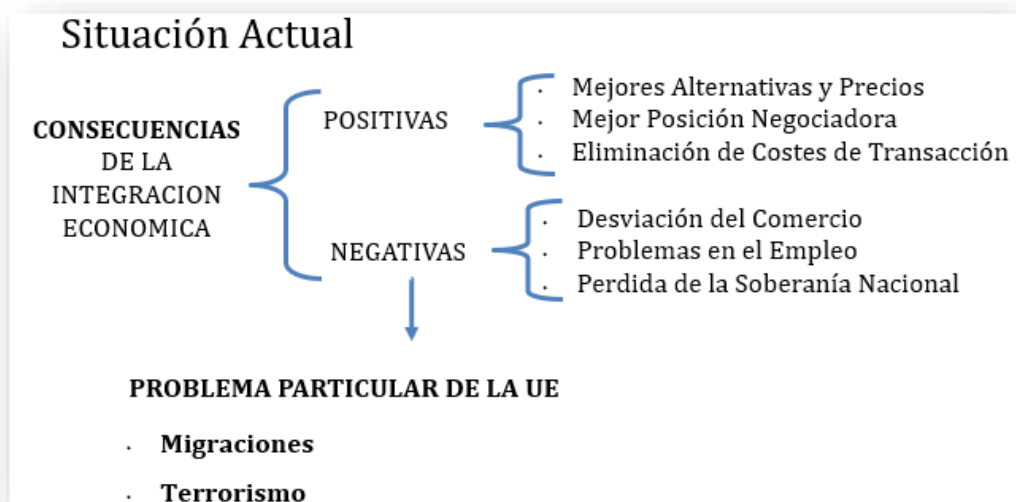 Situación Actual
CONSECUENCIAS
DE LA
INTEGRACION
ECONOMICA
POSITIVAS
· Mejores Alternativas y Precios
· Mejor Posición Negociadora
· Eliminación de Costes de Transacción
NEGATIVAS
· Desviación del Comercio
· Problemas en el Empleo
· Perdida de la Soberanía Nacional
PROBLEMA PARTICULAR DE LA UE
· Migraciones
· Terrorismo